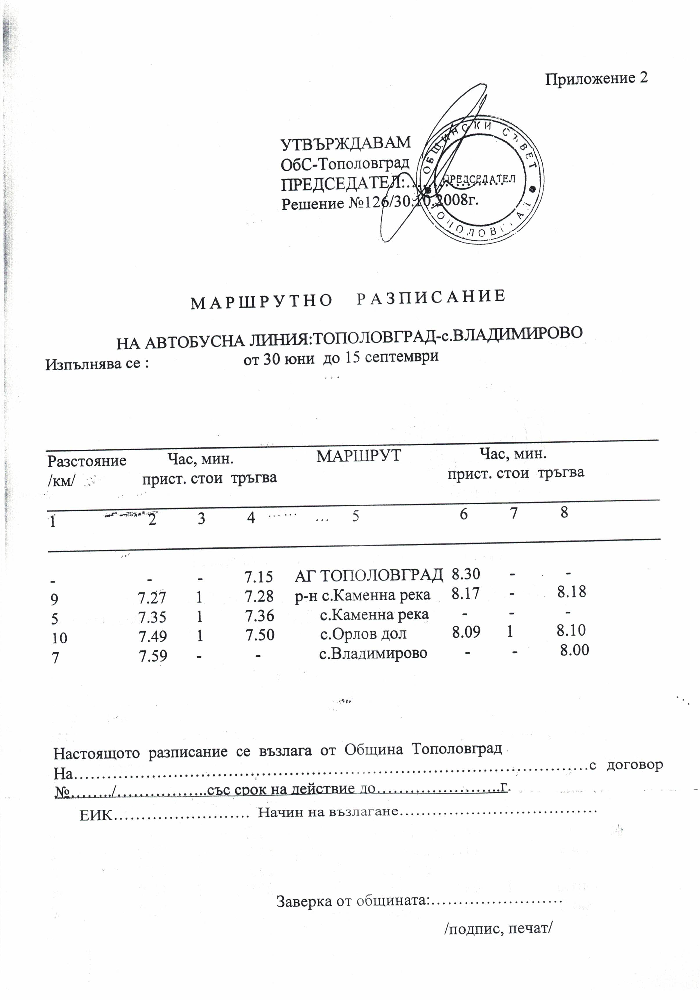 Приложение 2
УТВЪРЖДАВАМ
ОбС-Тополовград
ПРЕДСЕДАТЕЛ:....................
Решение №126/30.10.2008г.
ОБЩИНСКИ СЪВЕТ
ПРЕДСЕДАТЕЛ
ТОПОЛОВГРАД
МАРШРУТНО РАЗПИСАНИЕ
НА АВТОБУСНА ЛИНИЯ:ТОПОЛОВГРАД-с.ВЛАДИМИРОВО
Изпълнява се : от 30 юни до 15 септември
Разстояние Час, мин. МАРШРУТ Час, мин.
/км/ прист. стои тръгва прист. стои тръгва
1 2 3 4 5 6 7 8
- - - 7.15 АГ ТОПОЛОВГРАД 8.30 - -
9 7.27 1 7.28 р-н с.Каменна река 8.17 - 8.18
5 7.35 1 7.36 с.Каменна река - - -
10 7.49 1 7.50 с.Орлов дол 8.09 1 8.10
7 7.59 - - с.Владимирово - - 8.00
Настоящото разписание се възлага от Община Тополовград
На..........................................................................................с договор
№......../.................със срок на действие до........................г.
ЕИК......................... Начин на възлагане....................................
Заверка от общината:........................
/подпис, печат/